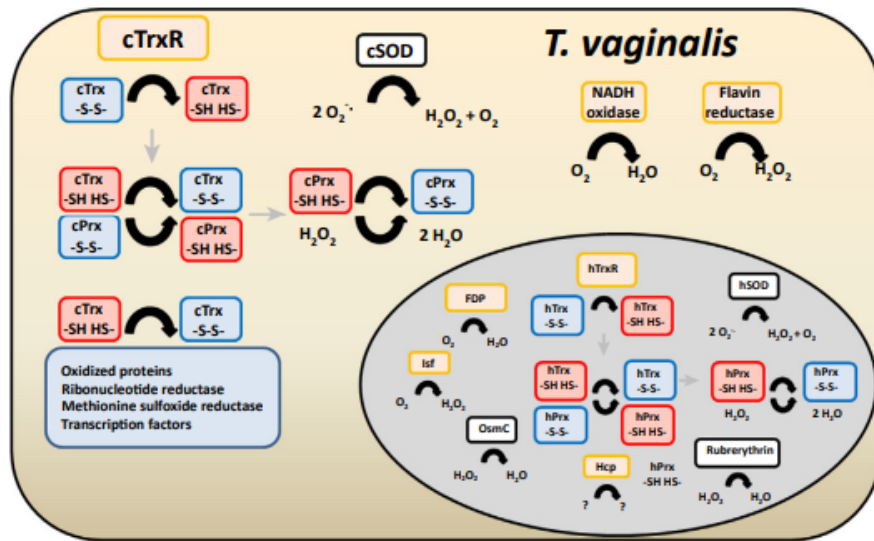 cTrxR
cSOD
T. vaginalis
cTrx
-S-S-
cTrx
-SH HS-
2 O₂⁻·
H₂O₂ + O₂
NADH
oxidase
O₂
H₂O
Flavin
reductase
O₂
H₂O₂
cTrx
-SH HS-
cTrx
-S-S-
cPrx
-S-S-
cPrx
-SH HS-
cPrx
-SH HS-
cPrx
-S-S-
H₂O₂
2 H₂O
cTrx
-SH HS-
cTrx
-S-S-
Oxidized proteins
Ribonucleotide reductase
Methionine sulfoxide reductase
Transcription factors
hTrxR
hTrx
-S-S-
hTrx
-SH HS-
hSOD
2 O₂⁻·
H₂O₂ + O₂
FDP
O₂
H₂O
Isf
O₂
H₂O₂
hTrx
-SH HS-
hTrx
-S-S-
hPrx
-S-S-
hPrx
-SH HS-
hPrx
-SH HS-
hPrx
-S-S-
H₂O₂
2 H₂O
OsmC
H₂O₂
H₂O
Hcp
?
?
hPrx
-SH HS-
Rubrerythrin
H₂O₂
H₂O